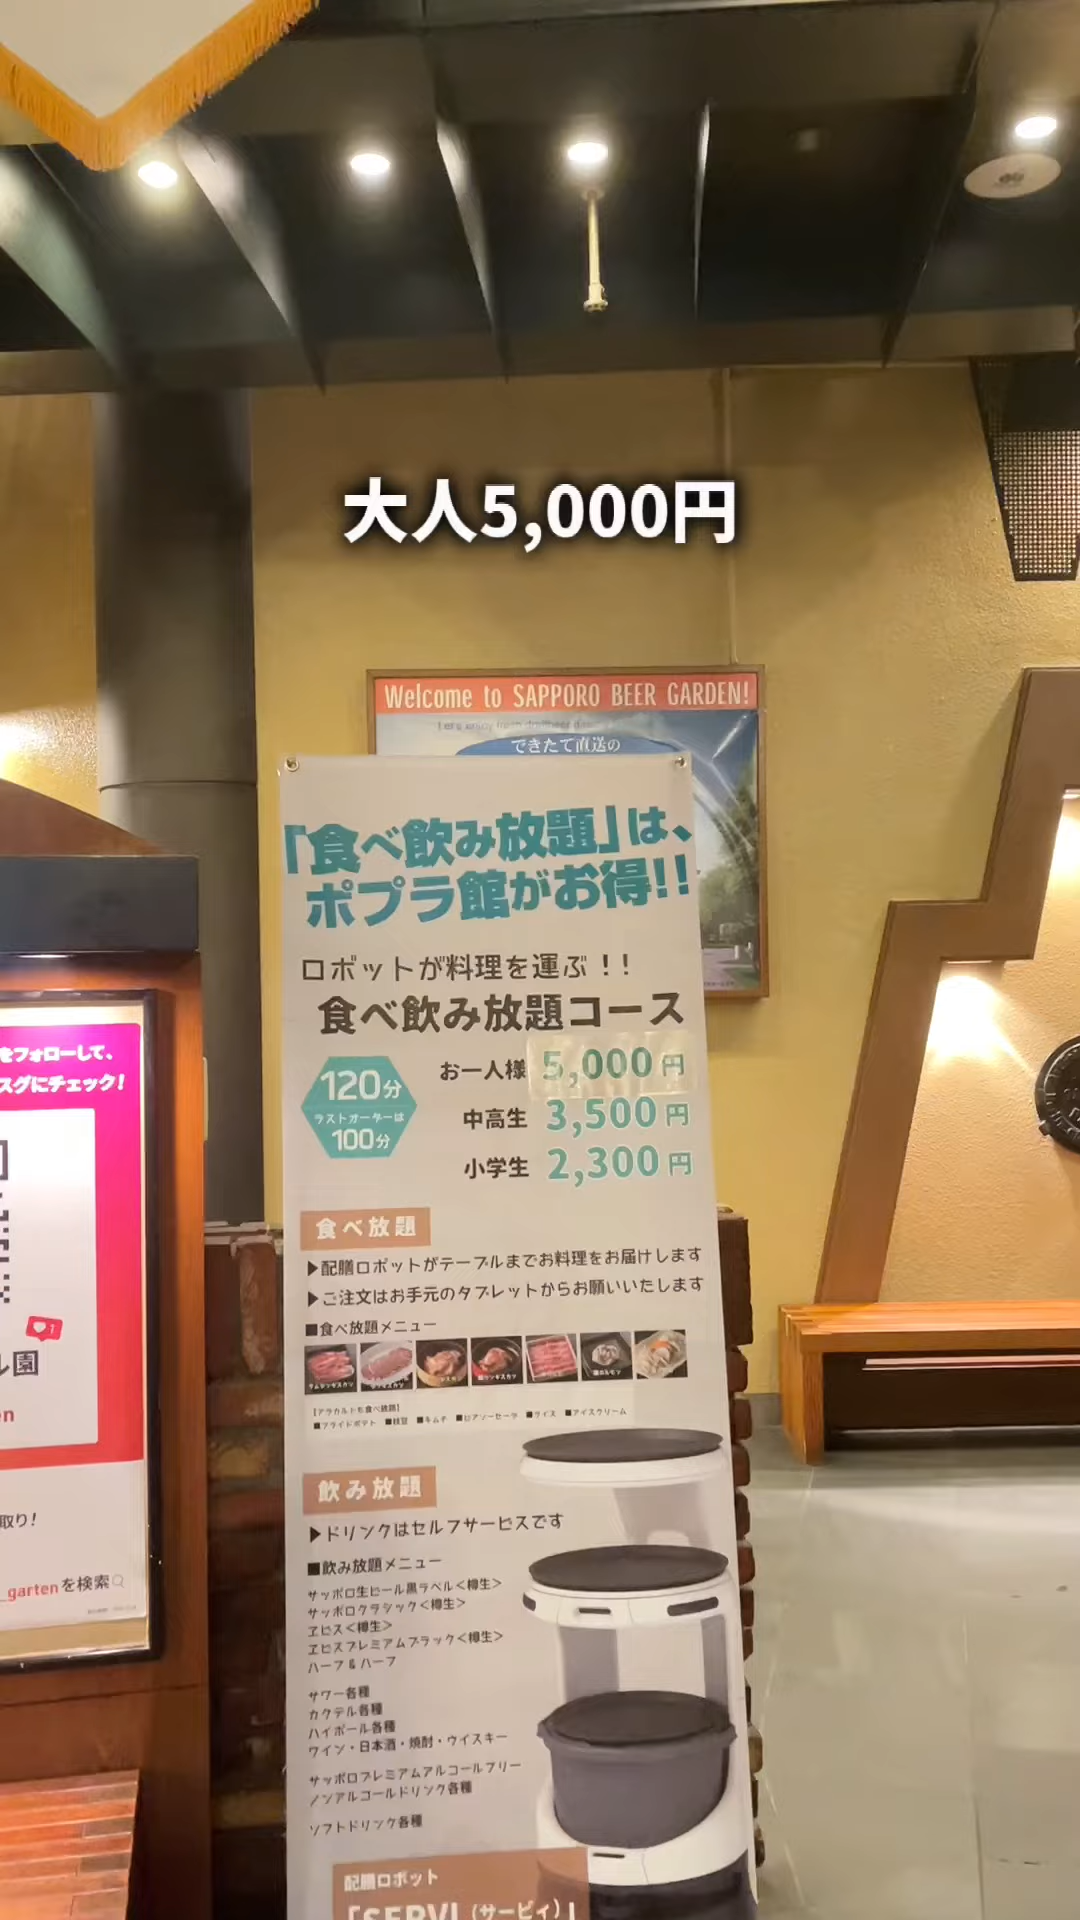 大人5,000円
Welcome to SAPPORO BEER GARDEN!
Let's enjoy fresh draftbeer
できたて直送の
「食べ飲み放題」は、
ポプラ館がお得!!
ロボットが料理を運ぶ!!
食べ飲み放題コース
120分
ラストオーダーは
100分
お一人様 5,000円
中高生 3,500円
小学生 2,300円
食べ放題
▶配膳ロボットがテーブルまでお料理をお届けします
▶ご注文はお手元のタブレットからお願いいたします
■食べ放題メニュー
【アラカルトも食べ放題】
■フライドポテト ■枝豆 ■キムチ ■ビアソーセージ ■ライス ■アイスクリーム
飲み放題
▶ドリンクはセルフサービスです
■飲み放題メニュー
サッポロ生ビール黒ラベル<樽生>
サッポロクラシック<樽生>
ヱビス<樽生>
ヱビスプレミアムブラック<樽生>
ハーフ&ハーフ
サワー各種
カクテル各種
ハイボール各種
ワイン・日本酒・焼酎・ウイスキー
サッポロプレミアムアルコールフリー
ノンアルコールドリンク各種
ソフトドリンク各種
配膳ロボット
「SERVI(サービィ)」
をフォローして、
スグにチェック!
ル園
en
取り!
_gartenを検索